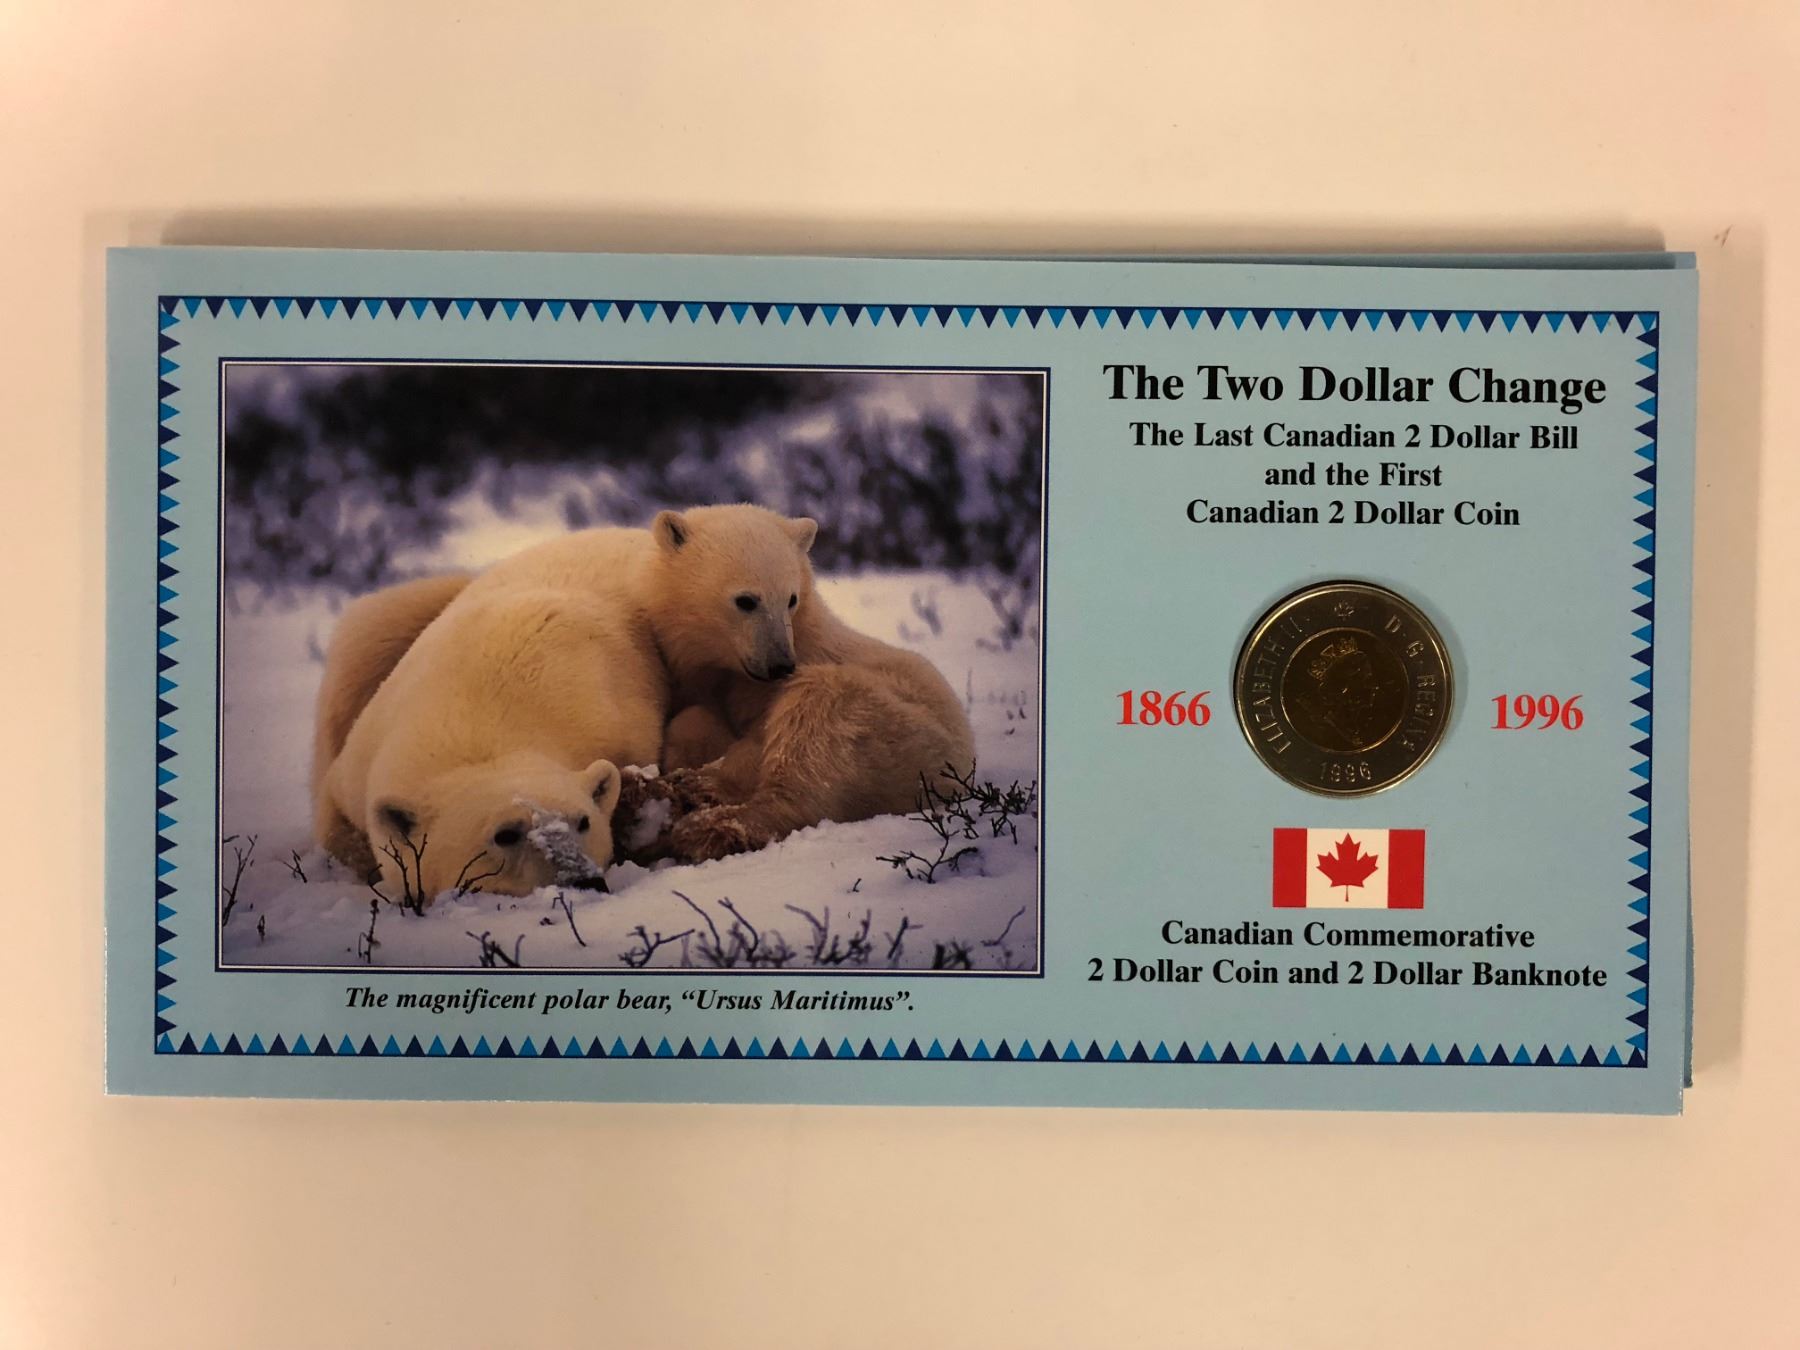 The Two Dollar Change
The Last Canadian 2 Dollar Bill
and the First
Canadian 2 Dollar Coin
ELIZABETH II D·G·REGINA
1996
1866 1996
Canadian Commemorative
2 Dollar Coin and 2 Dollar Banknote
The magnificent polar bear, “Ursus Maritimus”.